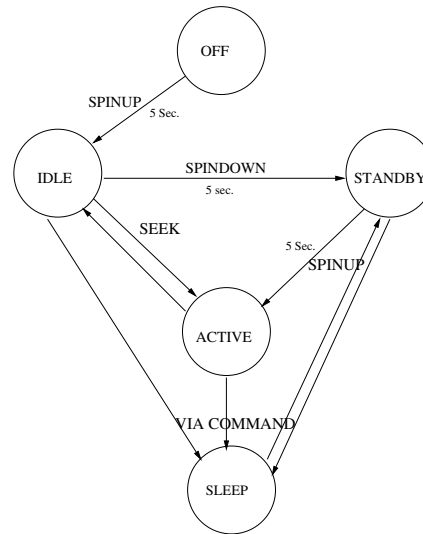 OFF
SPINUP
5 Sec.
IDLE
SPINDOWN
5 sec.
STANDBY
SEEK
5 Sec.
SPINUP
ACTIVE
VIA COMMAND
SLEEP